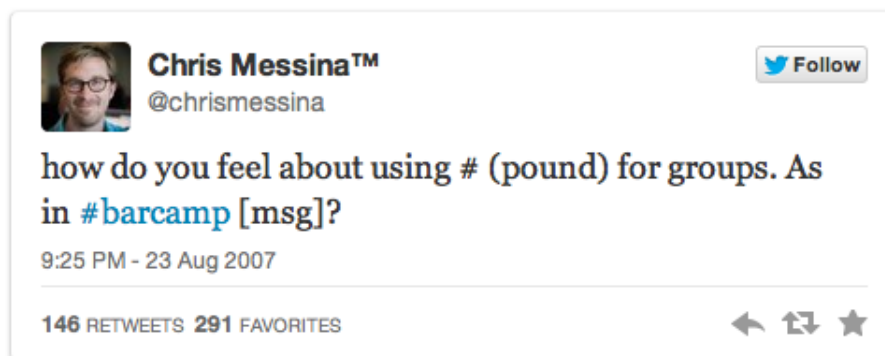 Chris Messina™
Follow
@chrismessina
how do you feel about using # (pound) for groups. As
in #barcamp [msg]?
9:25 PM - 23 Aug 2007
146 RETWEETS 291 FAVORITES